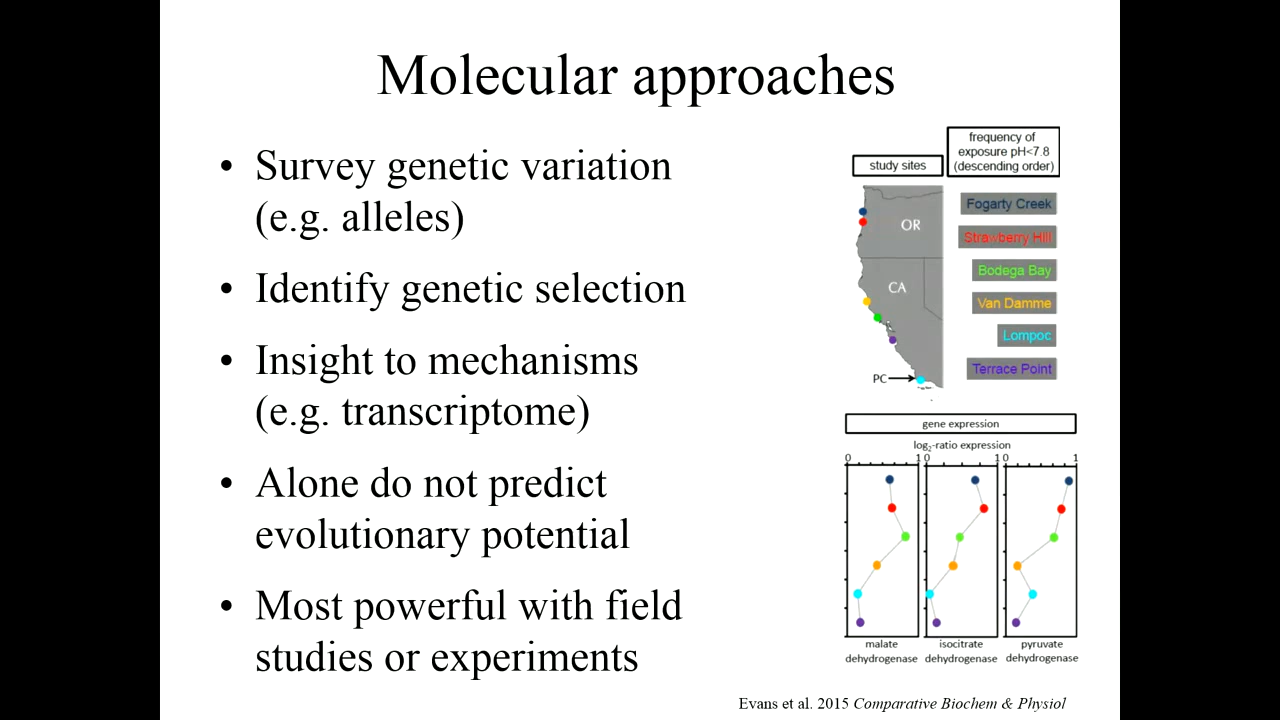 Molecular approaches
• Survey genetic variation
(e.g. alleles)
• Identify genetic selection
• Insight to mechanisms
(e.g. transcriptome)
• Alone do not predict
evolutionary potential
• Most powerful with field
studies or experiments
study sites
frequency of
exposure pH<7.8
(descending order)
OR
CA
PC
Fogarty Creek
Strawberry Hill
Bodega Bay
Van Damme
Lompoc
Terrace Point
gene expression
log2-ratio expression
0 1 0 1 0 1
malate
dehydrogenase
isocitrate
dehydrogenase
pyruvate
dehydrogenase
Evans et al. 2015 Comparative Biochem & Physiol